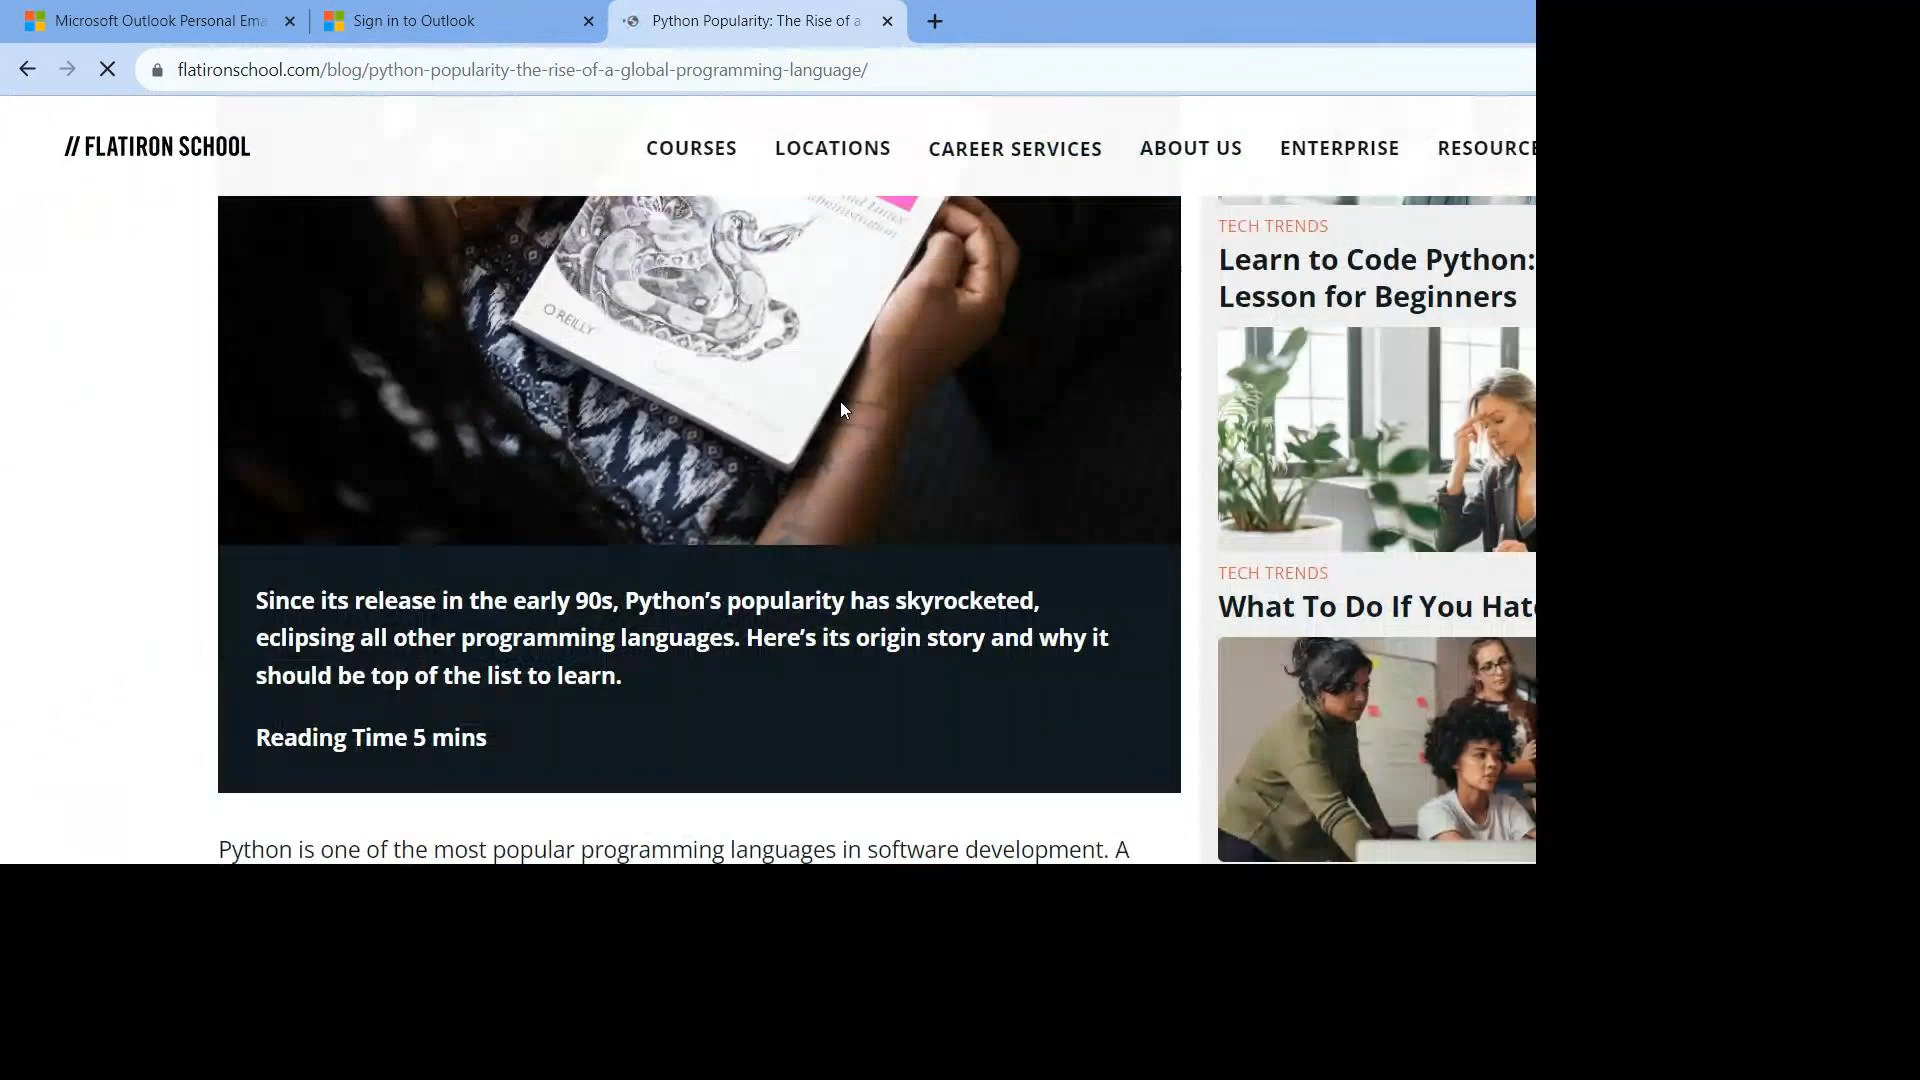 Microsoft Outlook Personal Ema
Sign in to Outlook
Python Popularity: The Rise of a
flatironschool.com/blog/python-popularity-the-rise-of-a-global-programming-language/
// FLATIRON SCHOOL
COURSES
LOCATIONS
CAREER SERVICES
ABOUT US
ENTERPRISE
RESOURCE
and Linux
administration
O'REILLY
Since its release in the early 90s, Python’s popularity has skyrocketed,
eclipsing all other programming languages. Here’s its origin story and why it
should be top of the list to learn.
Reading Time 5 mins
Python is one of the most popular programming languages in software development. A
TECH TRENDS
Learn to Code Python:
Lesson for Beginners
TECH TRENDS
What To Do If You Hate